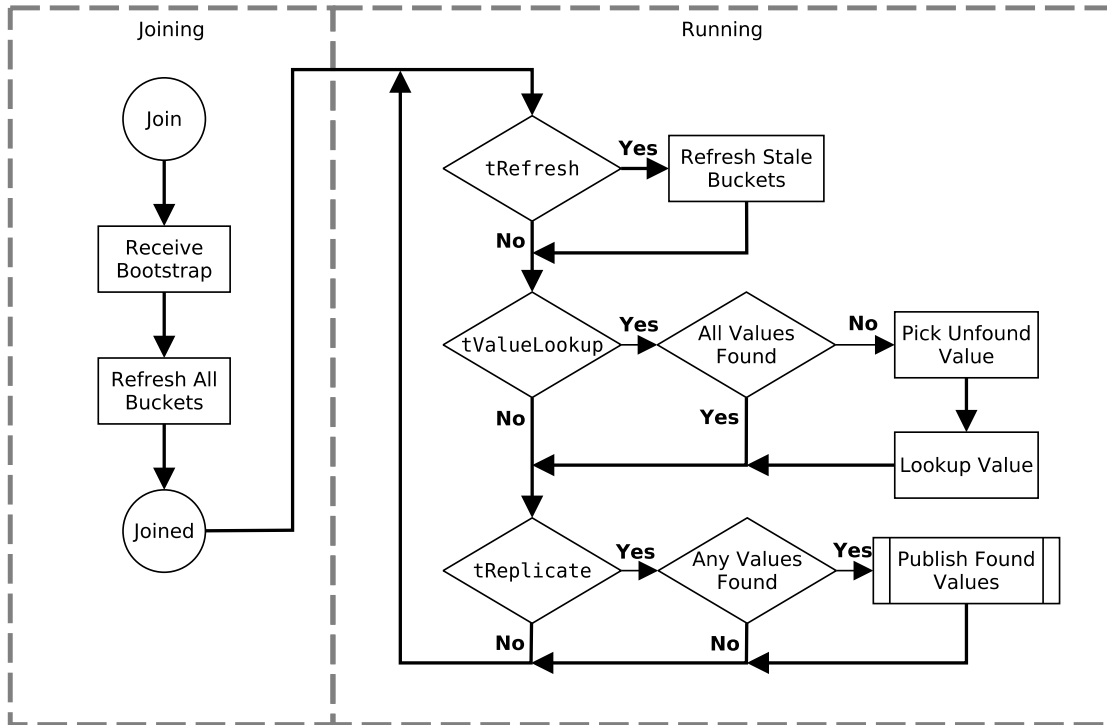 Joining
Running
Join
Receive
Bootstrap
Refresh All
Buckets
Joined
tRefresh
Yes
Refresh Stale
Buckets
No
tValueLookup
Yes
All Values
Found
No
Pick Unfound
Value
No
Yes
Lookup Value
tReplicate
Yes
Any Values
Found
Yes
Publish Found
Values
No
No